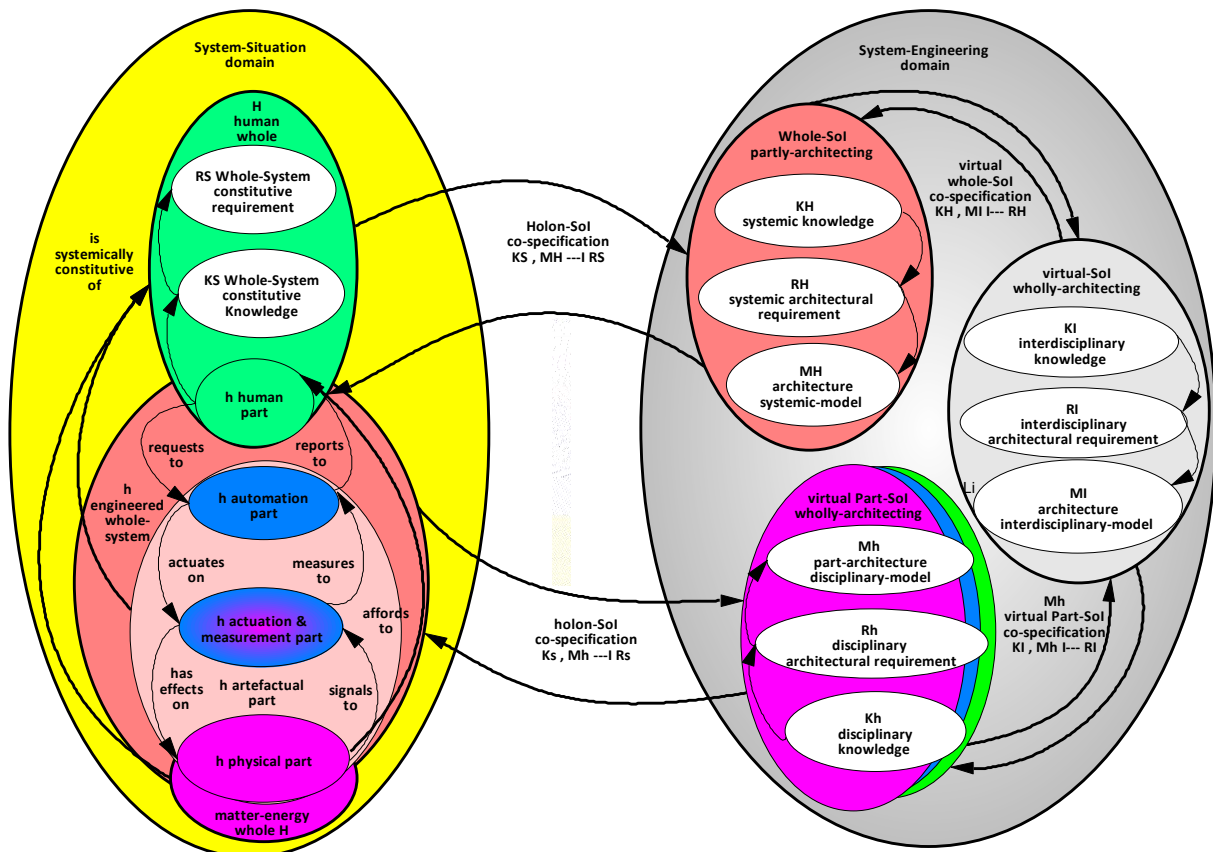 System-Situation
domain
H
human
whole
RS Whole-System
constitutive
requirement
KS Whole-System
constitutive
Knowledge
h human
part
is
systemically
constitutive
of
requests
to
reports
to
h
engineered
whole-
system
h automation
part
actuates
on
measures
to
h actuation &
measurement part
affords
to
has
effects
on
h artefactual
part
signals
to
h physical part
matter-energy
whole H
Holon-SoI
co-specification
KS , MH ---I RS
holon-SoI
co-specification
Ks , Mh ---I Rs
System-Engineering
domain
Whole-SoI
partly-architecting
KH
systemic knowledge
RH
systemic architectural
requirement
MH
architecture
systemic-model
virtual
whole-SoI
co-specification
KH , MI I--- RH
virtual-SoI
wholly-architecting
KI
interdisciplinary
knowledge
RI
interdisciplinary
architectural requirement
Li
MI
architecture
interdisciplinary-model
virtual Part-SoI
wholly-architecting
Mh
part-architecture
disciplinary-model
Rh
disciplinary
architectural requirement
Kh
disciplinary
knowledge
Mh
virtual Part-SoI
co-specification
KI , Mh I--- RI